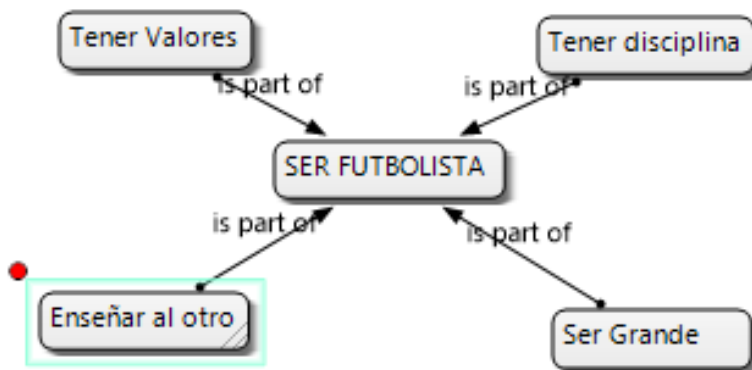 Tener Valores
Tener disciplina
is part of
is part of
SER FUTBOLISTA
is part of
is part of
Enseñar al otro
Ser Grande